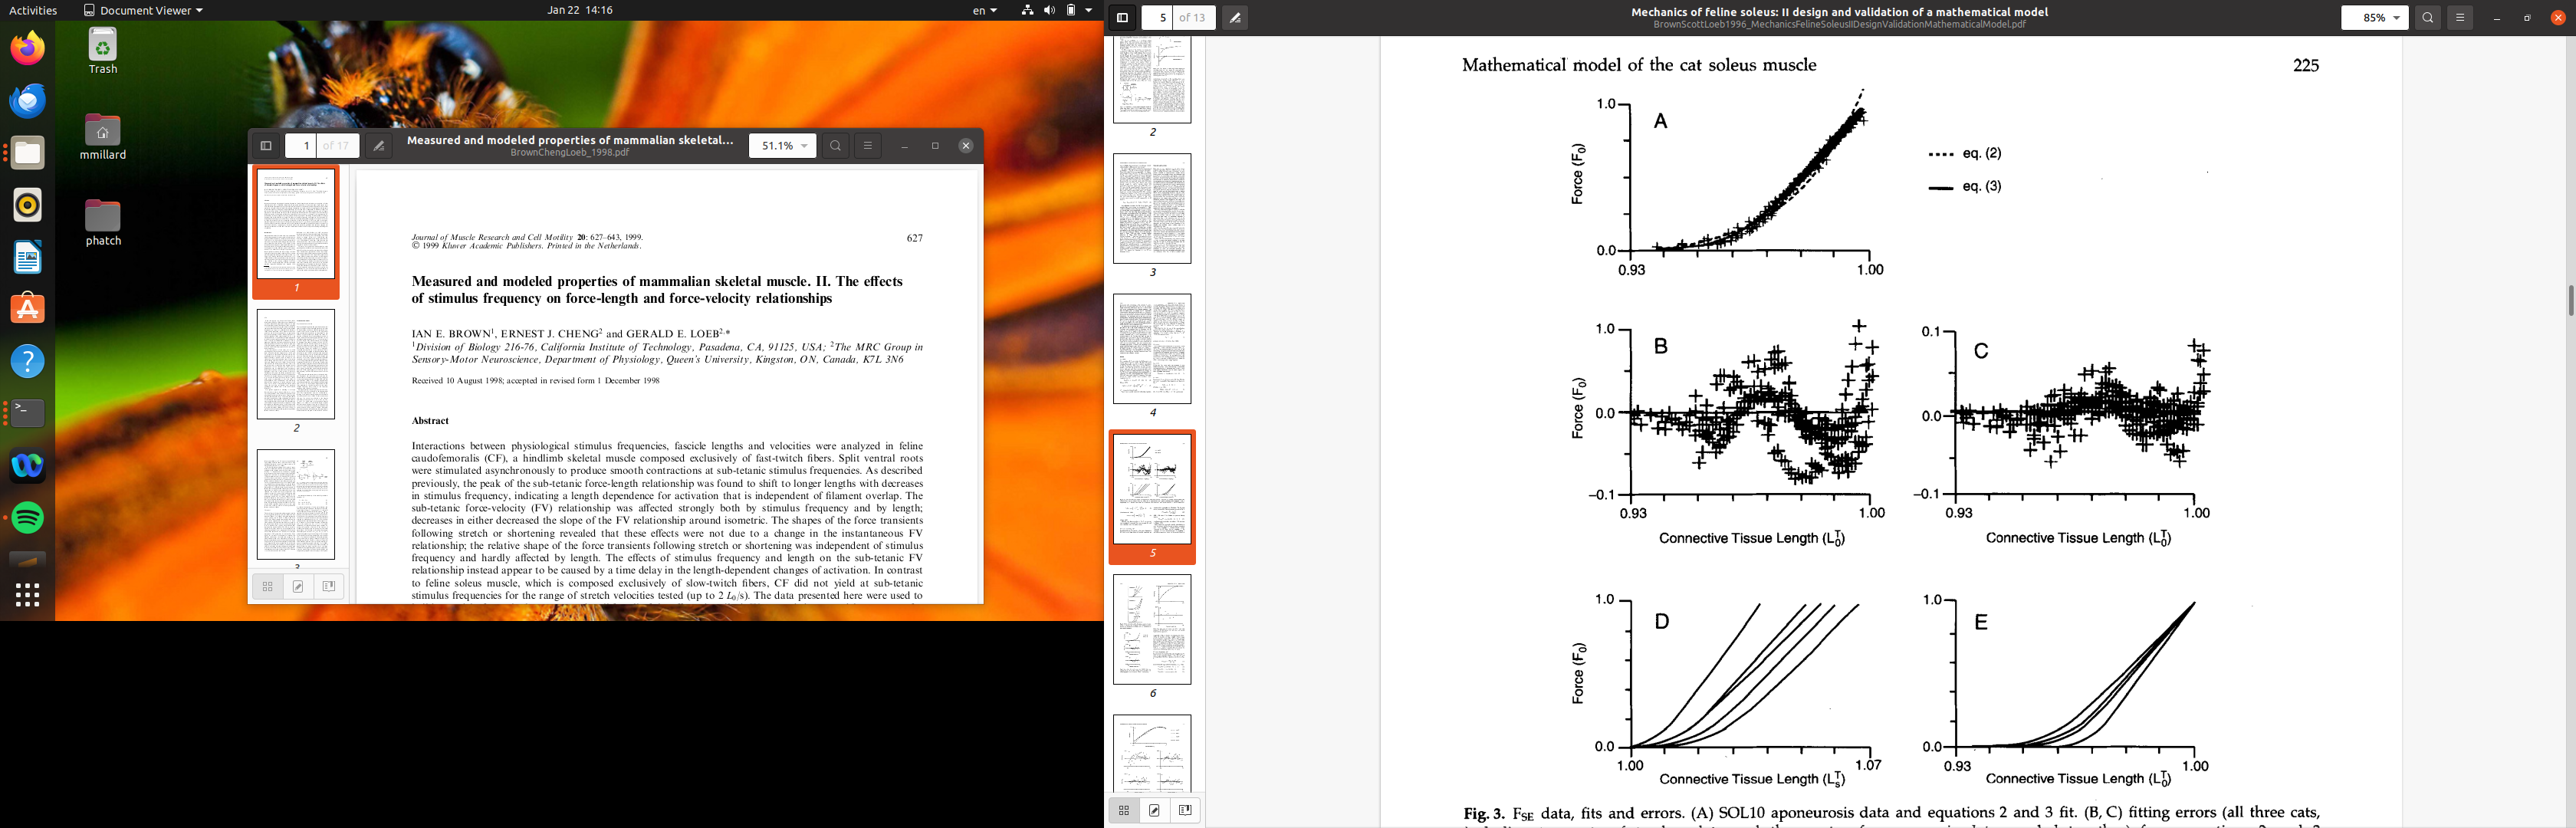 Activities
Document Viewer
Jan 22 14:16
en
Trash
mmillard
phatch
>_
?
1 of 17
Measured and modeled properties of mammalian skeletal...
BrownChengLoeb_1998.pdf
51.1%
1
2
3
Journal of Muscle Research and Cell Motility 20: 627–643, 1999.
© 1999 Kluwer Academic Publishers. Printed in the Netherlands.
627
Measured and modeled properties of mammalian skeletal muscle. II. The effects
of stimulus frequency on force-length and force-velocity relationships
IAN E. BROWN1, ERNEST J. CHENG2 and GERALD E. LOEB2,*
1Division of Biology 216-76, California Institute of Technology, Pasadena, CA, 91125, USA; 2The MRC Group in
Sensory-Motor Neuroscience, Department of Physiology, Queen's University, Kingston, ON, Canada, K7L 3N6
Received 10 August 1998; accepted in revised form 1 December 1998
Abstract
Interactions between physiological stimulus frequencies, fascicle lengths and velocities were analyzed in feline
caudofemoralis (CF), a hindlimb skeletal muscle composed exclusively of fast-twitch fibers. Split ventral roots
were stimulated asynchronously to produce smooth contractions at sub-tetanic stimulus frequencies. As described
previously, the peak of the sub-tetanic force-length relationship was found to shift to longer lengths with decreases
in stimulus frequency, indicating a length dependence for activation that is independent of filament overlap. The
sub-tetanic force-velocity (FV) relationship was affected strongly both by stimulus frequency and by length;
decreases in either decreased the slope of the FV relationship around isometric. The shapes of the force transients
following stretch or shortening revealed that these effects were not due to a change in the instantaneous FV
relationship; the relative shape of the force transients following stretch or shortening was independent of stimulus
frequency and hardly affected by length. The effects of stimulus frequency and length on the sub-tetanic FV
relationship instead appear to be caused by a time delay in the length-dependent changes of activation. In contrast
to feline soleus muscle, which is composed exclusively of slow-twitch fibers, CF did not yield at sub-tetanic
stimulus frequencies for the range of stretch velocities tested (up to 2 L0/s). The data presented here were used to
5 of 13
Mechanics of feline soleus: II design and validation of a mathematical model
BrownScottLoeb1996_MechanicsFelineSoleusIIDesignValidationMathematicalModel.pdf
85%
2
3
4
5
6
Mathematical model of the cat soleus muscle
225
A
1.0
Force (F0)
0.0
0.93
1.00
eq. (2)
eq. (3)
B
1.0
Force (F0)
0.0
–0.1
0.93
1.00
Connective Tissue Length (LT0)
C
0.1
0.0
–0.1
0.93
1.00
Connective Tissue Length (LT0)
D
1.0
Force (F0)
0.0
1.00
1.07
Connective Tissue Length (LTs)
E
1.0
0.0
0.93
1.00
Connective Tissue Length (LT0)
Fig. 3. FSE data, fits and errors. (A) SOL10 aponeurosis data and equations 2 and 3 fit. (B, C) fitting errors (all three cats,